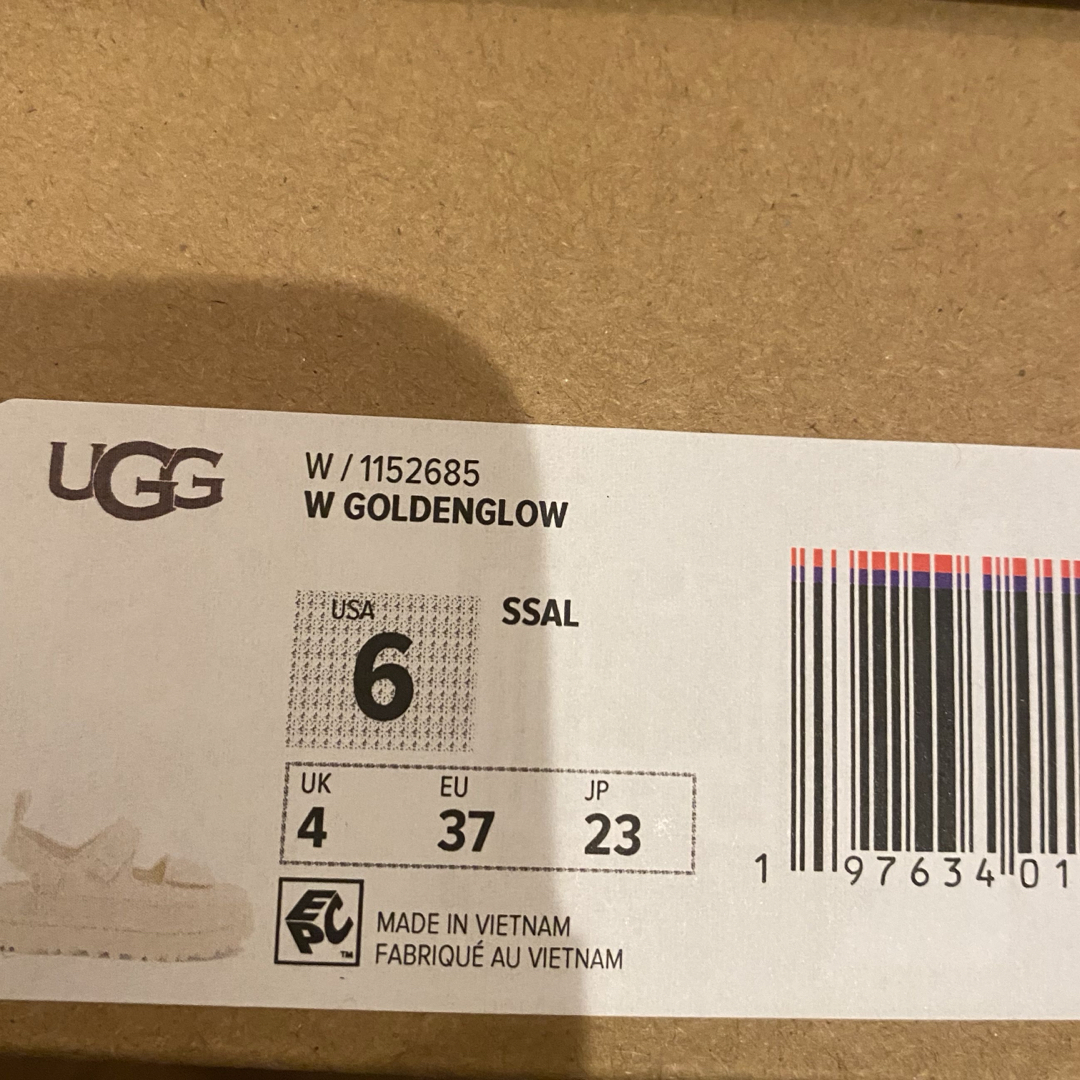 UGG
W / 1152685
W GOLDENGLOW
USA
6
SSAL
UK
4
EU
37
JP
23
EPC
TM
MADE IN VIETNAM
FABRIQUÉ AU VIETNAM
1 97634 01